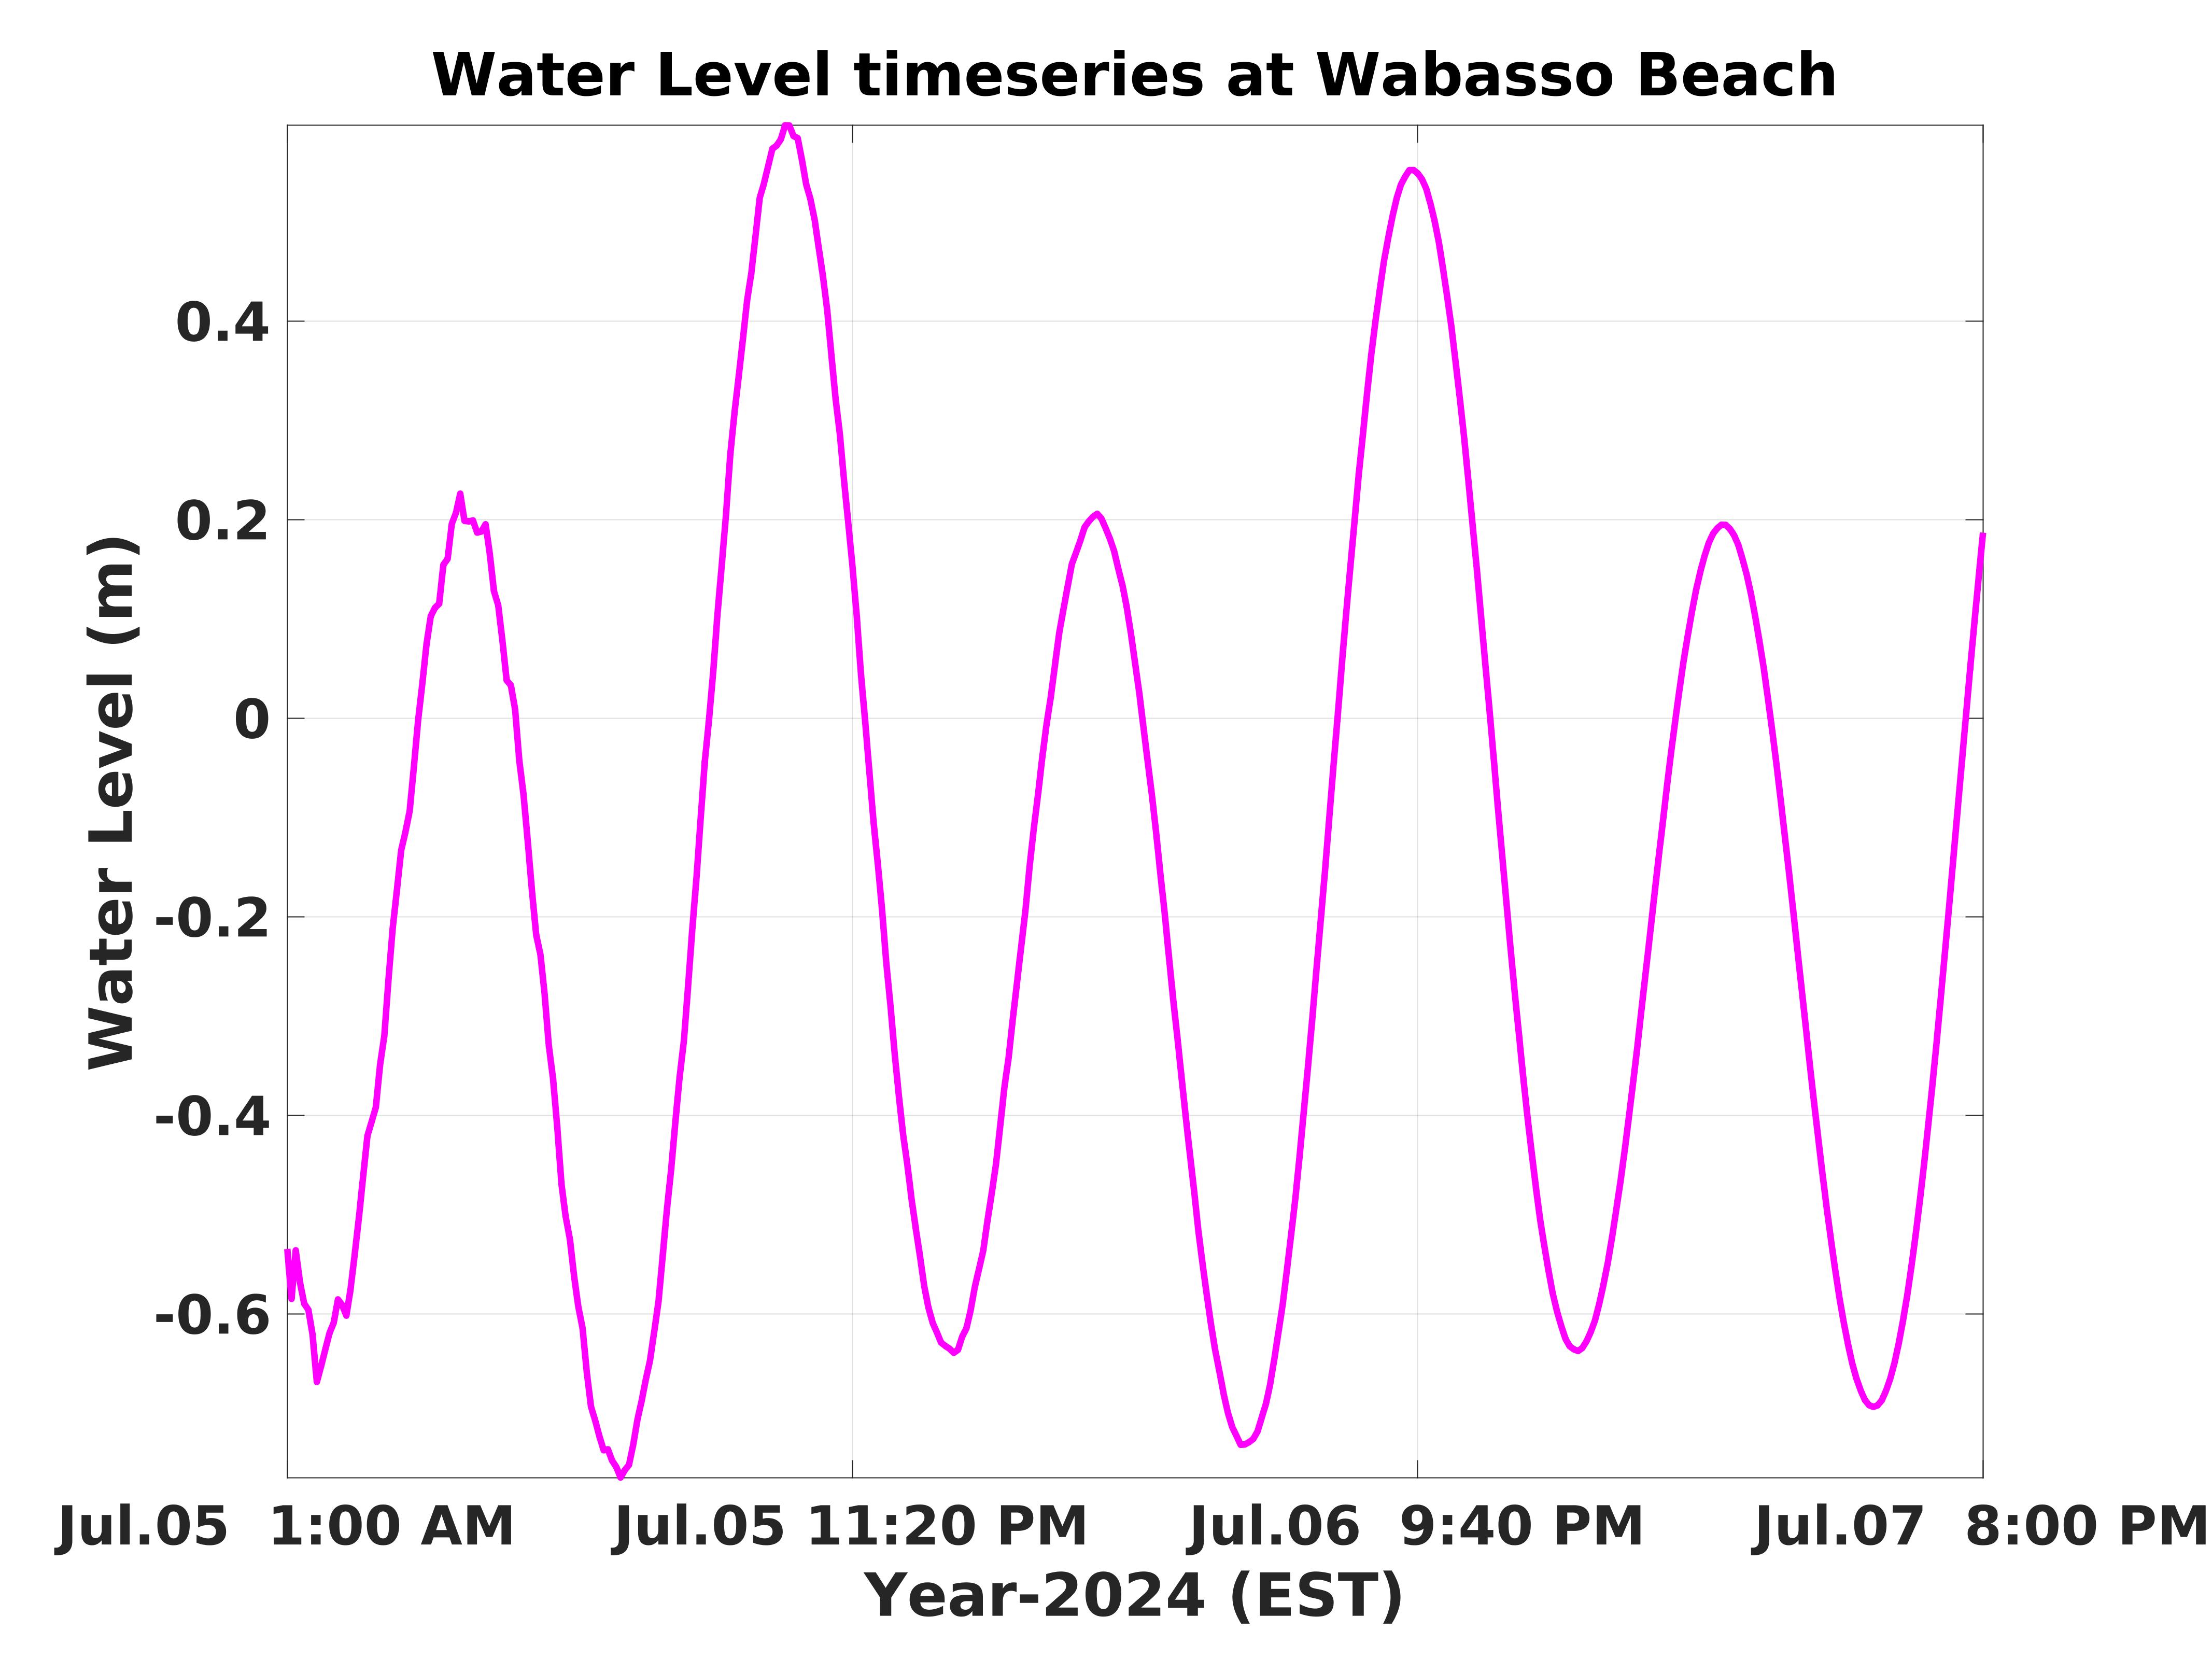 Water Level timeseries at Wabasso Beach
Water Level (m)
0.4
0.2
0
-0.2
-0.4
-0.6
Jul.05  1:00 AM
Jul.05 11:20 PM
Jul.06  9:40 PM
Jul.07  8:00 PM
Year-2024 (EST)